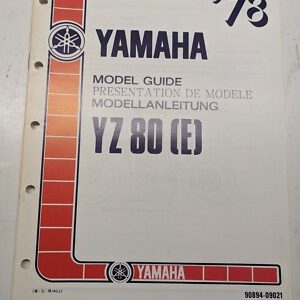 '78
YAMAHA
MODEL GUIDE
PRESENTATION DE MODELE
MODELLANLEITUNG
YZ 80 (E)
YAMAHA
90894-09021